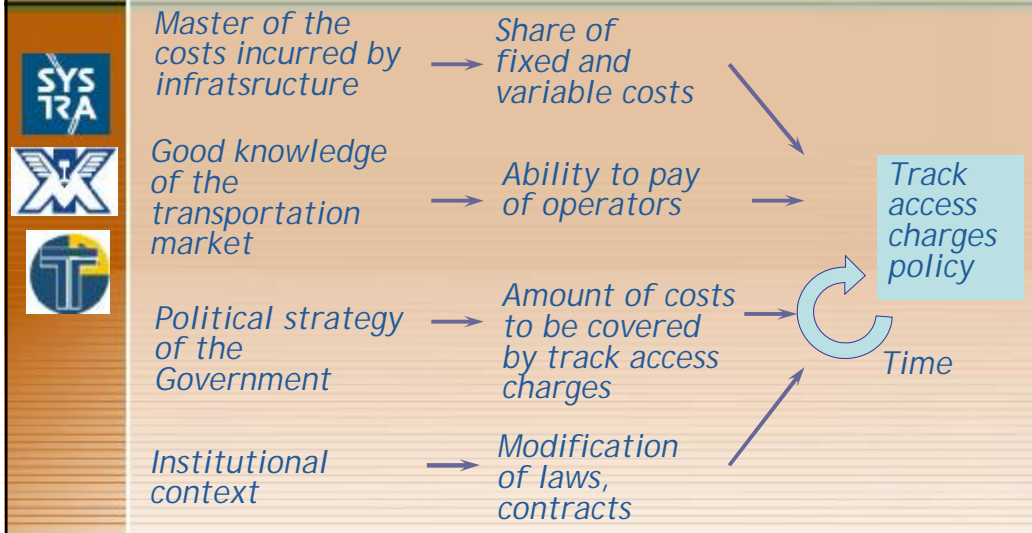 SYS
TRA
Master of the
costs incurred by
infratsructure
Share of
fixed and
variable costs
Good knowledge
of the
transportation
market
Ability to pay
of operators
Track
access
charges
policy
Political strategy
of the
Government
Amount of costs
to be covered
by track access
charges
Time
Institutional
context
Modification
of laws,
contracts